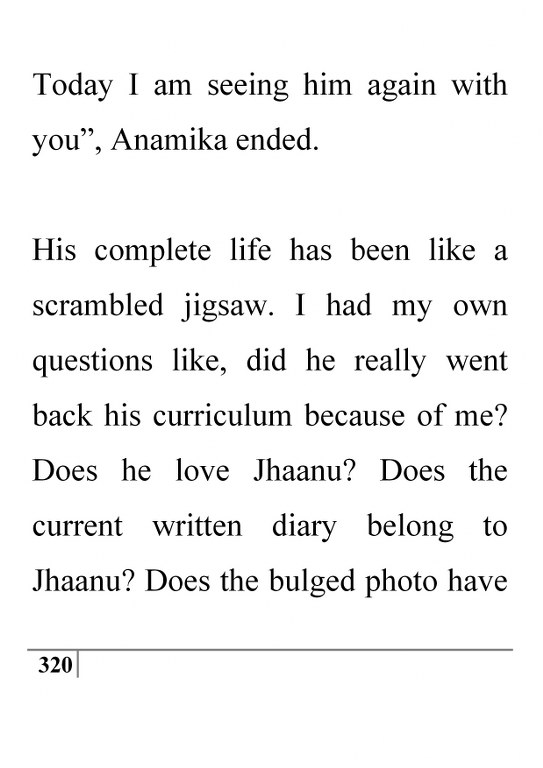 Today I am seeing him again with
you”, Anamika ended.
His complete life has been like a
scrambled jigsaw. I had my own
questions like, did he really went
back his curriculum because of me?
Does he love Jhaanu? Does the
current written diary belong to
Jhaanu? Does the bulged photo have
320